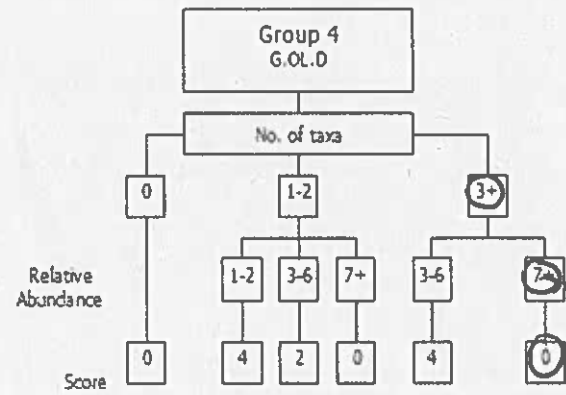 Group 4
G.OL.D
No. of taxa
0 1-2 3+
Relative
Abundance
1-2 3-6 7+ 3-6 7+
0 4 2 0 4 0
Score